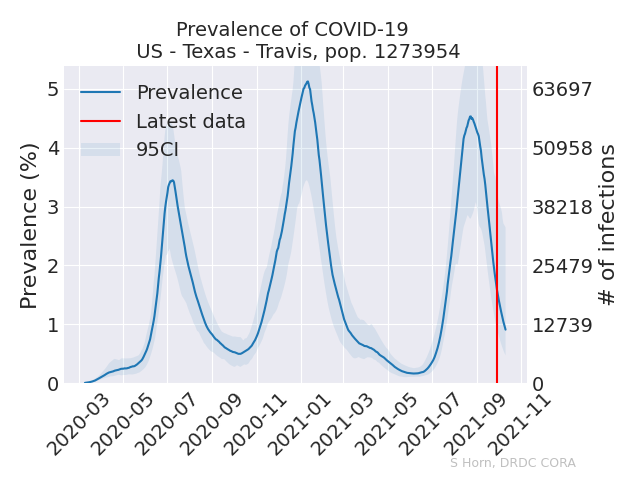 Prevalence of COVID-19
US - Texas - Travis, pop. 1273954
Prevalence
Latest data
95CI
Prevalence (%)
5
4
3
2
1
0
63697
50958
38218
25479
12739
0
# of infections
2020-03
2020-05
2020-07
2020-09
2020-11
2021-01
2021-03
2021-05
2021-07
2021-09
2021-11
S Horn, DRDC CORA